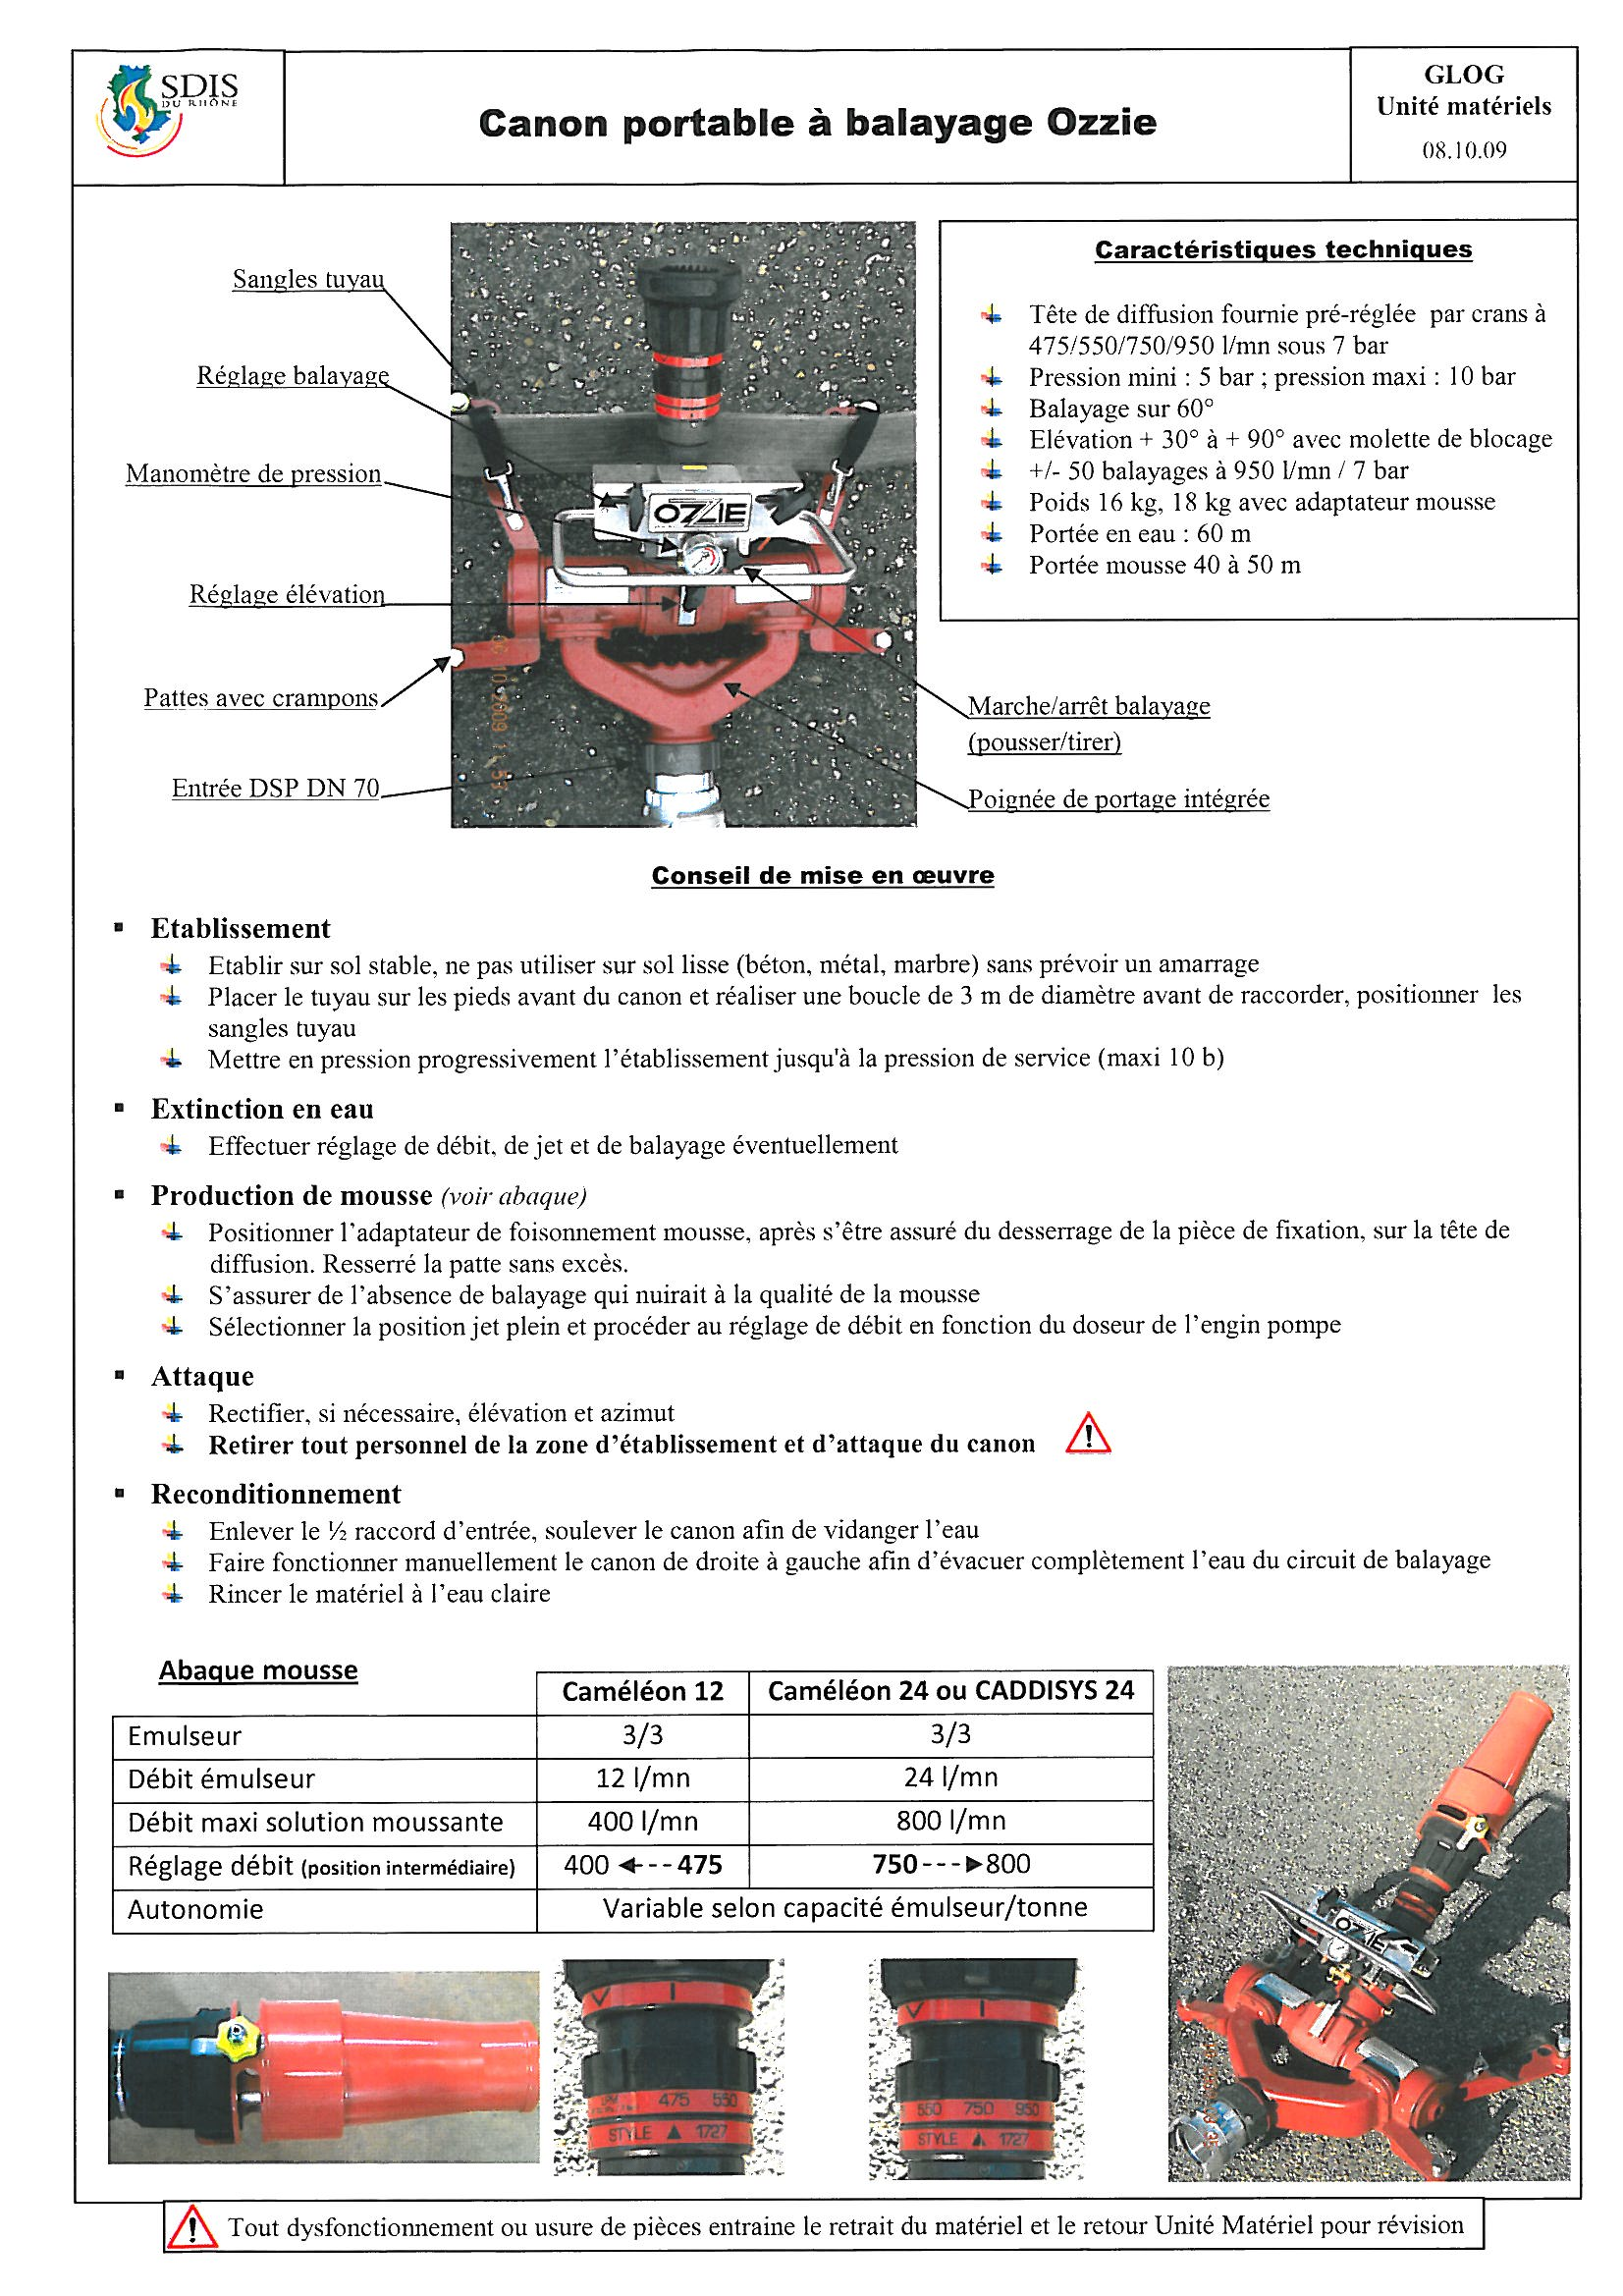 SDIS
DU RHÔNE
Canon portable à balayage Ozzie
GLOG
Unité matériels
08.10.09
Sangles tuyau
Réglage balayage
Manomètre de pression
Réglage élévation
Pattes avec crampons
Entrée DSP DN 70
OZZIE
Marche/arrêt balayage
(pousser/tirer)
Poignée de portage intégrée
Caractéristiques techniques
Tête de diffusion fournie pré-réglée par crans à
475/550/750/950 l/mn sous 7 bar
Pression mini : 5 bar ; pression maxi : 10 bar
Balayage sur 60°
Elévation + 30° à + 90° avec molette de blocage
+/- 50 balayages à 950 l/mn / 7 bar
Poids 16 kg, 18 kg avec adaptateur mousse
Portée en eau : 60 m
Portée mousse 40 à 50 m
Conseil de mise en œuvre
▪ Etablissement
Etablir sur sol stable, ne pas utiliser sur sol lisse (béton, métal, marbre) sans prévoir un amarrage
Placer le tuyau sur les pieds avant du canon et réaliser une boucle de 3 m de diamètre avant de raccorder, positionner les
sangles tuyau
Mettre en pression progressivement l’établissement jusqu'à la pression de service (maxi 10 b)
▪ Extinction en eau
Effectuer réglage de débit, de jet et de balayage éventuellement
▪ Production de mousse (voir abaque)
Positionner l’adaptateur de foisonnement mousse, après s’être assuré du desserrage de la pièce de fixation, sur la tête de
diffusion. Resserré la patte sans excès.
S’assurer de l’absence de balayage qui nuirait à la qualité de la mousse
Sélectionner la position jet plein et procéder au réglage de débit en fonction du doseur de l’engin pompe
▪ Attaque
Rectifier, si nécessaire, élévation et azimut
Retirer tout personnel de la zone d’établissement et d’attaque du canon
▪ Reconditionnement
Enlever le ½ raccord d’entrée, soulever le canon afin de vidanger l’eau
Faire fonctionner manuellement le canon de droite à gauche afin d’évacuer complètement l’eau du circuit de balayage
Rincer le matériel à l’eau claire
Abaque mousse
Caméléon 12 Caméléon 24 ou CADDISYS 24
Emulseur 3/3 3/3
Débit émulseur 12 l/mn 24 l/mn
Débit maxi solution moussante 400 l/mn 800 l/mn
Réglage débit (position intermédiaire) 400 ◄---475 750---►800
Autonomie Variable selon capacité émulseur/tonne
475 550
STYLE ▲ 1727
550 750 950
STYLE ▲ 1727
OZZIE
Tout dysfonctionnement ou usure de pièces entraine le retrait du matériel et le retour Unité Matériel pour révision